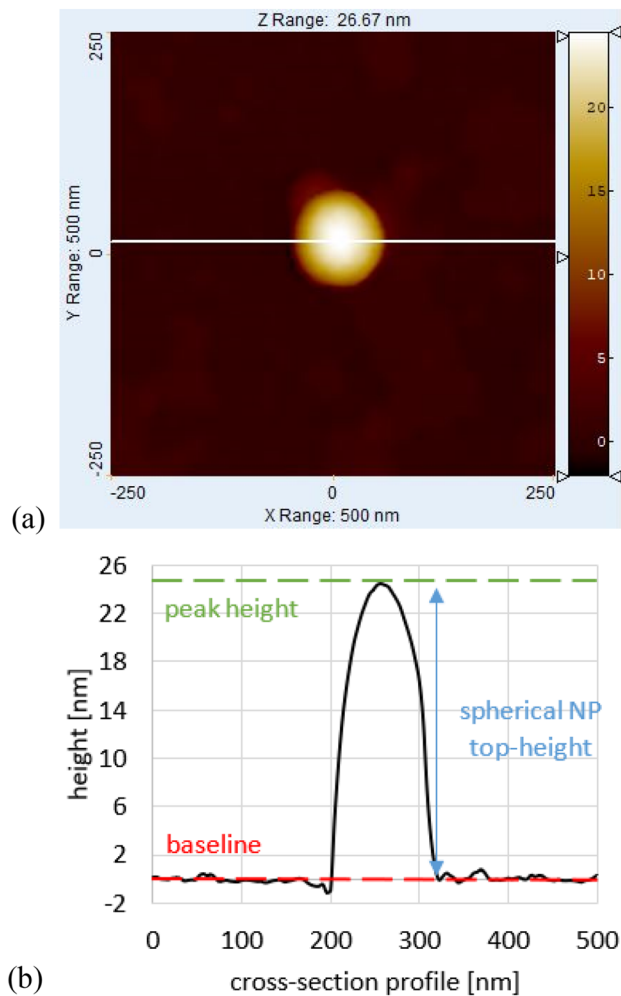 Z Range: 26.67 nm
250
0
-250
Y Range: 500 nm
20
15
10
5
0
-250
0
250
X Range: 500 nm
(a)
26
22
18
14
10
6
2
-2
height [nm]
peak height
spherical NP
top-height
baseline
0
100
200
300
400
500
cross-section profile [nm]
(b)